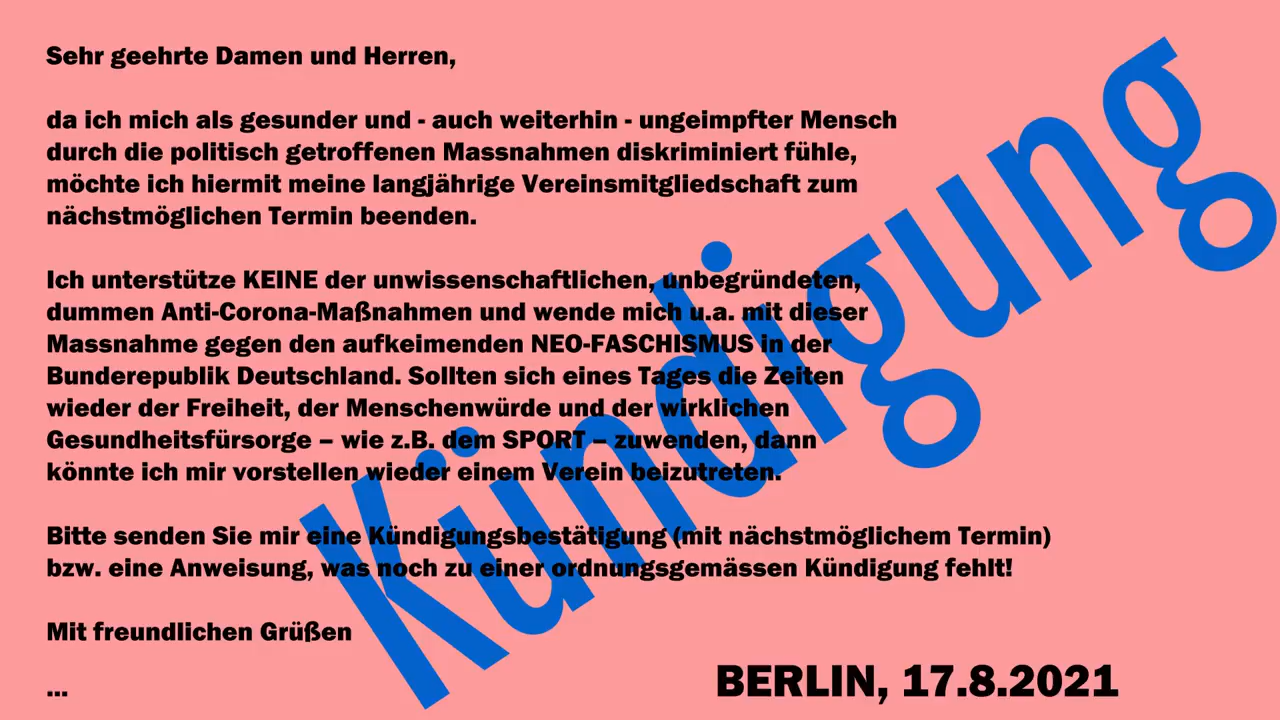 Sehr geehrte Damen und Herren,
da ich mich als gesunder und - auch weiterhin - ungeimpfter Mensch
durch die politisch getroffenen Massnahmen diskriminiert fühle,
möchte ich hiermit meine langjährige Vereinsmitgliedschaft zum
nächstmöglichen Termin beenden.
Ich unterstütze KEINE der unwissenschaftlichen, unbegründeten,
dummen Anti-Corona-Maßnahmen und wende mich u.a. mit dieser
Massnahme gegen den aufkeimenden NEO-FASCHISMUS in der
Bunderepublik Deutschland. Sollten sich eines Tages die Zeiten
wieder der Freiheit, der Menschenwürde und der wirklichen
Gesundheitsfürsorge – wie z.B. dem SPORT – zuwenden, dann
könnte ich mir vorstellen wieder einem Verein beizutreten.
Bitte senden Sie mir eine Kündigungsbestätigung (mit nächstmöglichem Termin)
bzw. eine Anweisung, was noch zu einer ordnungsgemässen Kündigung fehlt!
Mit freundlichen Grüßen
...
BERLIN, 17.8.2021
Kündigung